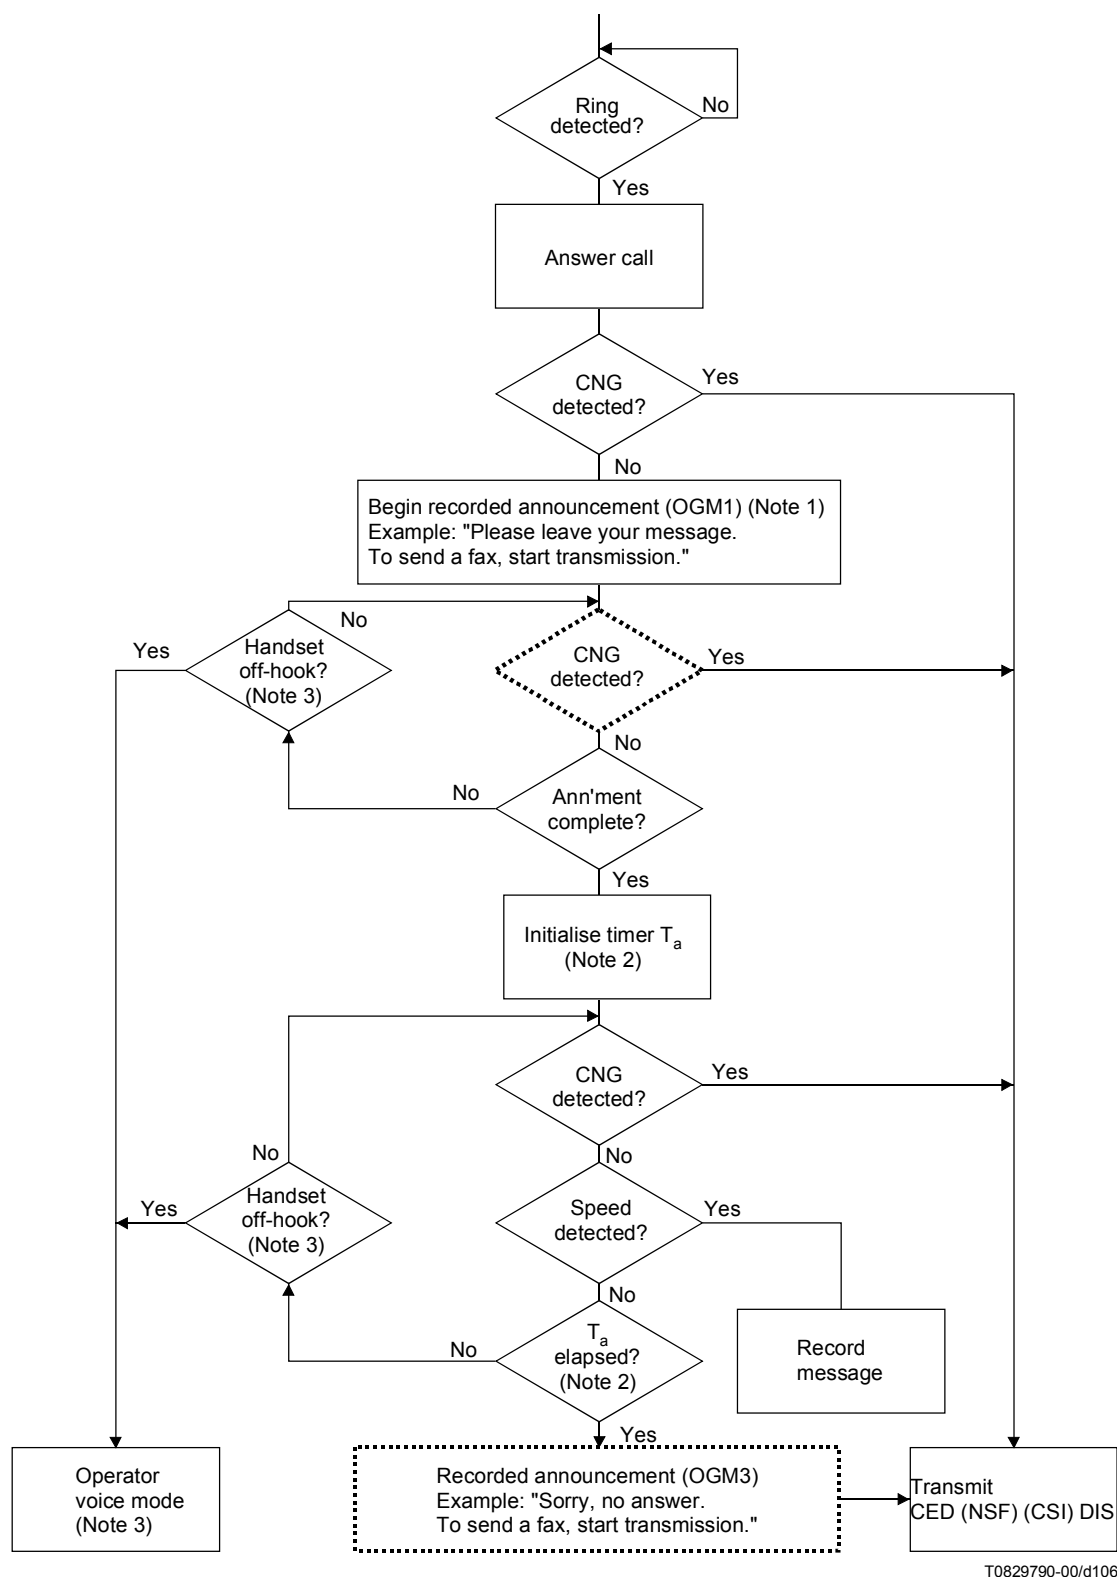 Ring
detected?
No
Yes
Answer call
CNG
detected?
Yes
No
Begin recorded announcement (OGM1) (Note 1)
Example: "Please leave your message.
To send a fax, start transmission."
No
Yes
Handset
off-hook?
(Note 3)
CNG
detected?
Yes
No
No
Ann'ment
complete?
Yes
Initialise timer Ta
(Note 2)
CNG
detected?
Yes
No
No
Yes
Handset
off-hook?
(Note 3)
Speed
detected?
Yes
No
No
Ta
elapsed?
(Note 2)
Record
message
Yes
Operator
voice mode
(Note 3)
Recorded announcement (OGM3)
Example: "Sorry, no answer.
To send a fax, start transmission."
Transmit
CED (NSF) (CSI) DIS
T0829790-00/d106